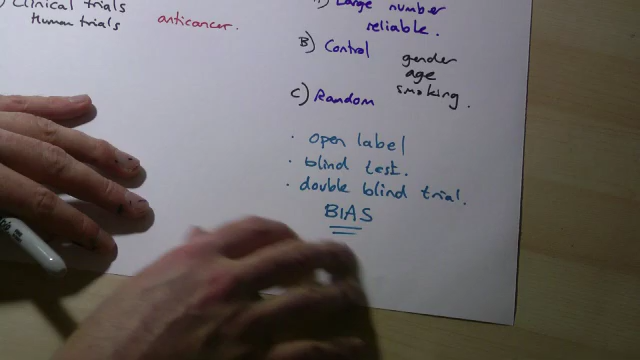 Clinical trials
Human trials
anticancer.
Large number
reliable.
B) Control
gender
age
smoking.
C) Random
· open label
· blind test.
· double blind trial.
BIAS